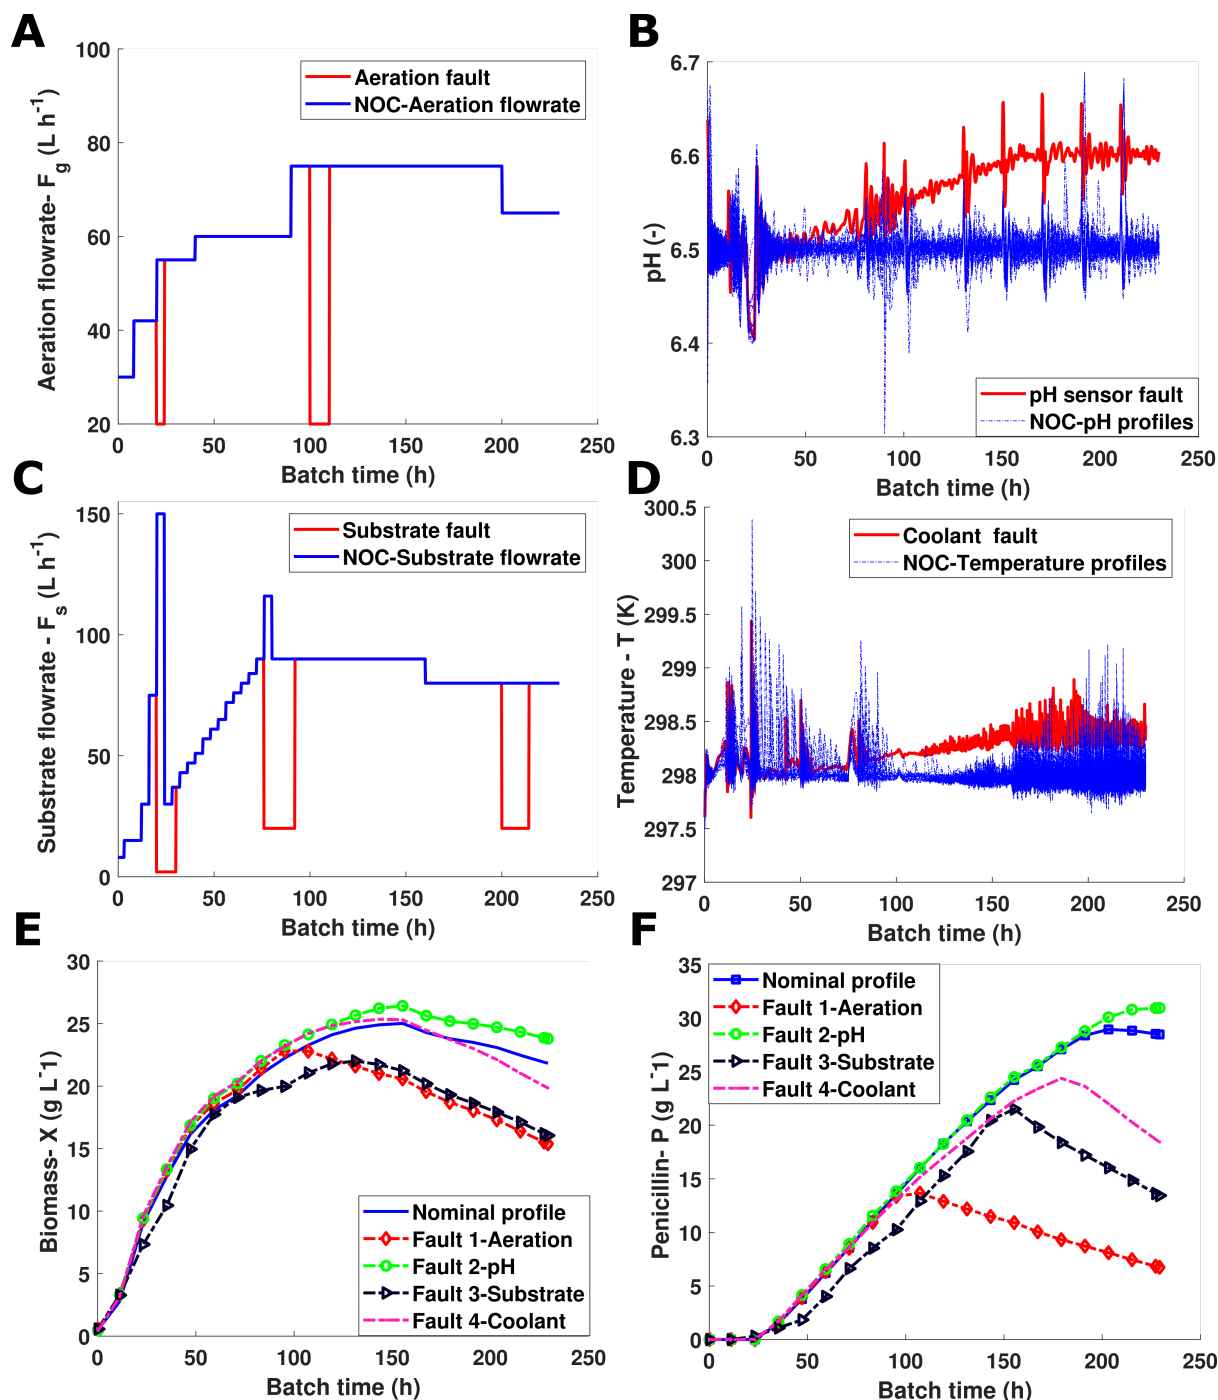 A
100
80
60
40
20
0
50
100
150
200
250
Aeration flowrate- F_g (L h^-1)
Batch time (h)
Aeration fault
NOC-Aeration flowrate
B
6.7
6.6
6.5
6.4
6.3
0
50
100
150
200
250
pH (-)
Batch time (h)
pH sensor fault
NOC-pH profiles
C
150
100
50
0
0
50
100
150
200
250
Substrate flowrate - F_s (L h^-1)
Batch time (h)
Substrate fault
NOC-Substrate flowrate
D
300.5
300
299.5
299
298.5
298
297.5
297
0
50
100
150
200
250
Temperature - T (K)
Batch time (h)
Coolant fault
NOC-Temperature profiles
E
30
25
20
15
10
5
0
0
50
100
150
200
250
Biomass- X (g L^-1)
Batch time (h)
Nominal profile
Fault 1-Aeration
Fault 2-pH
Fault 3-Substrate
Fault 4-Coolant
F
35
30
25
20
15
10
5
0
0
50
100
150
200
250
Penicillin- P (g L^-1)
Batch time (h)
Nominal profile
Fault 1-Aeration
Fault 2-pH
Fault 3-Substrate
Fault 4-Coolant